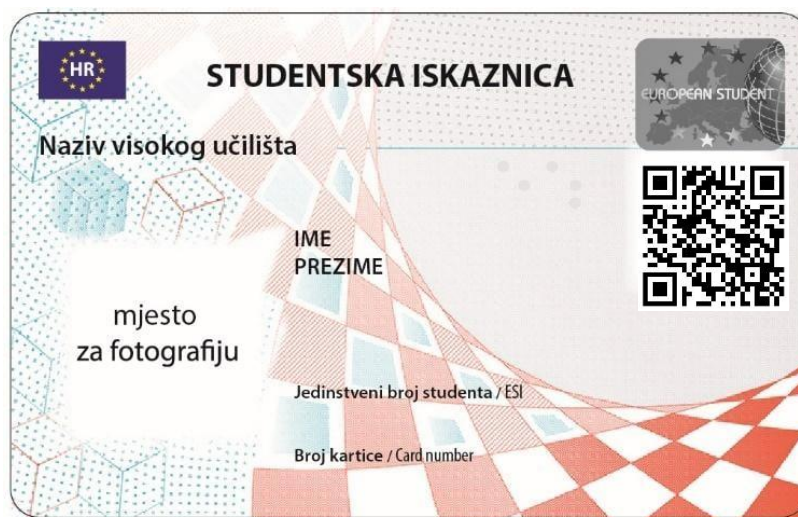 HR
STUDENTSKA ISKAZNICA
EUROPEAN STUDENT
Naziv visokog učilišta
IME
PREZIME
mjesto
za fotografiju
Jedinstveni broj studenta / ESI
Broj kartice / Card number